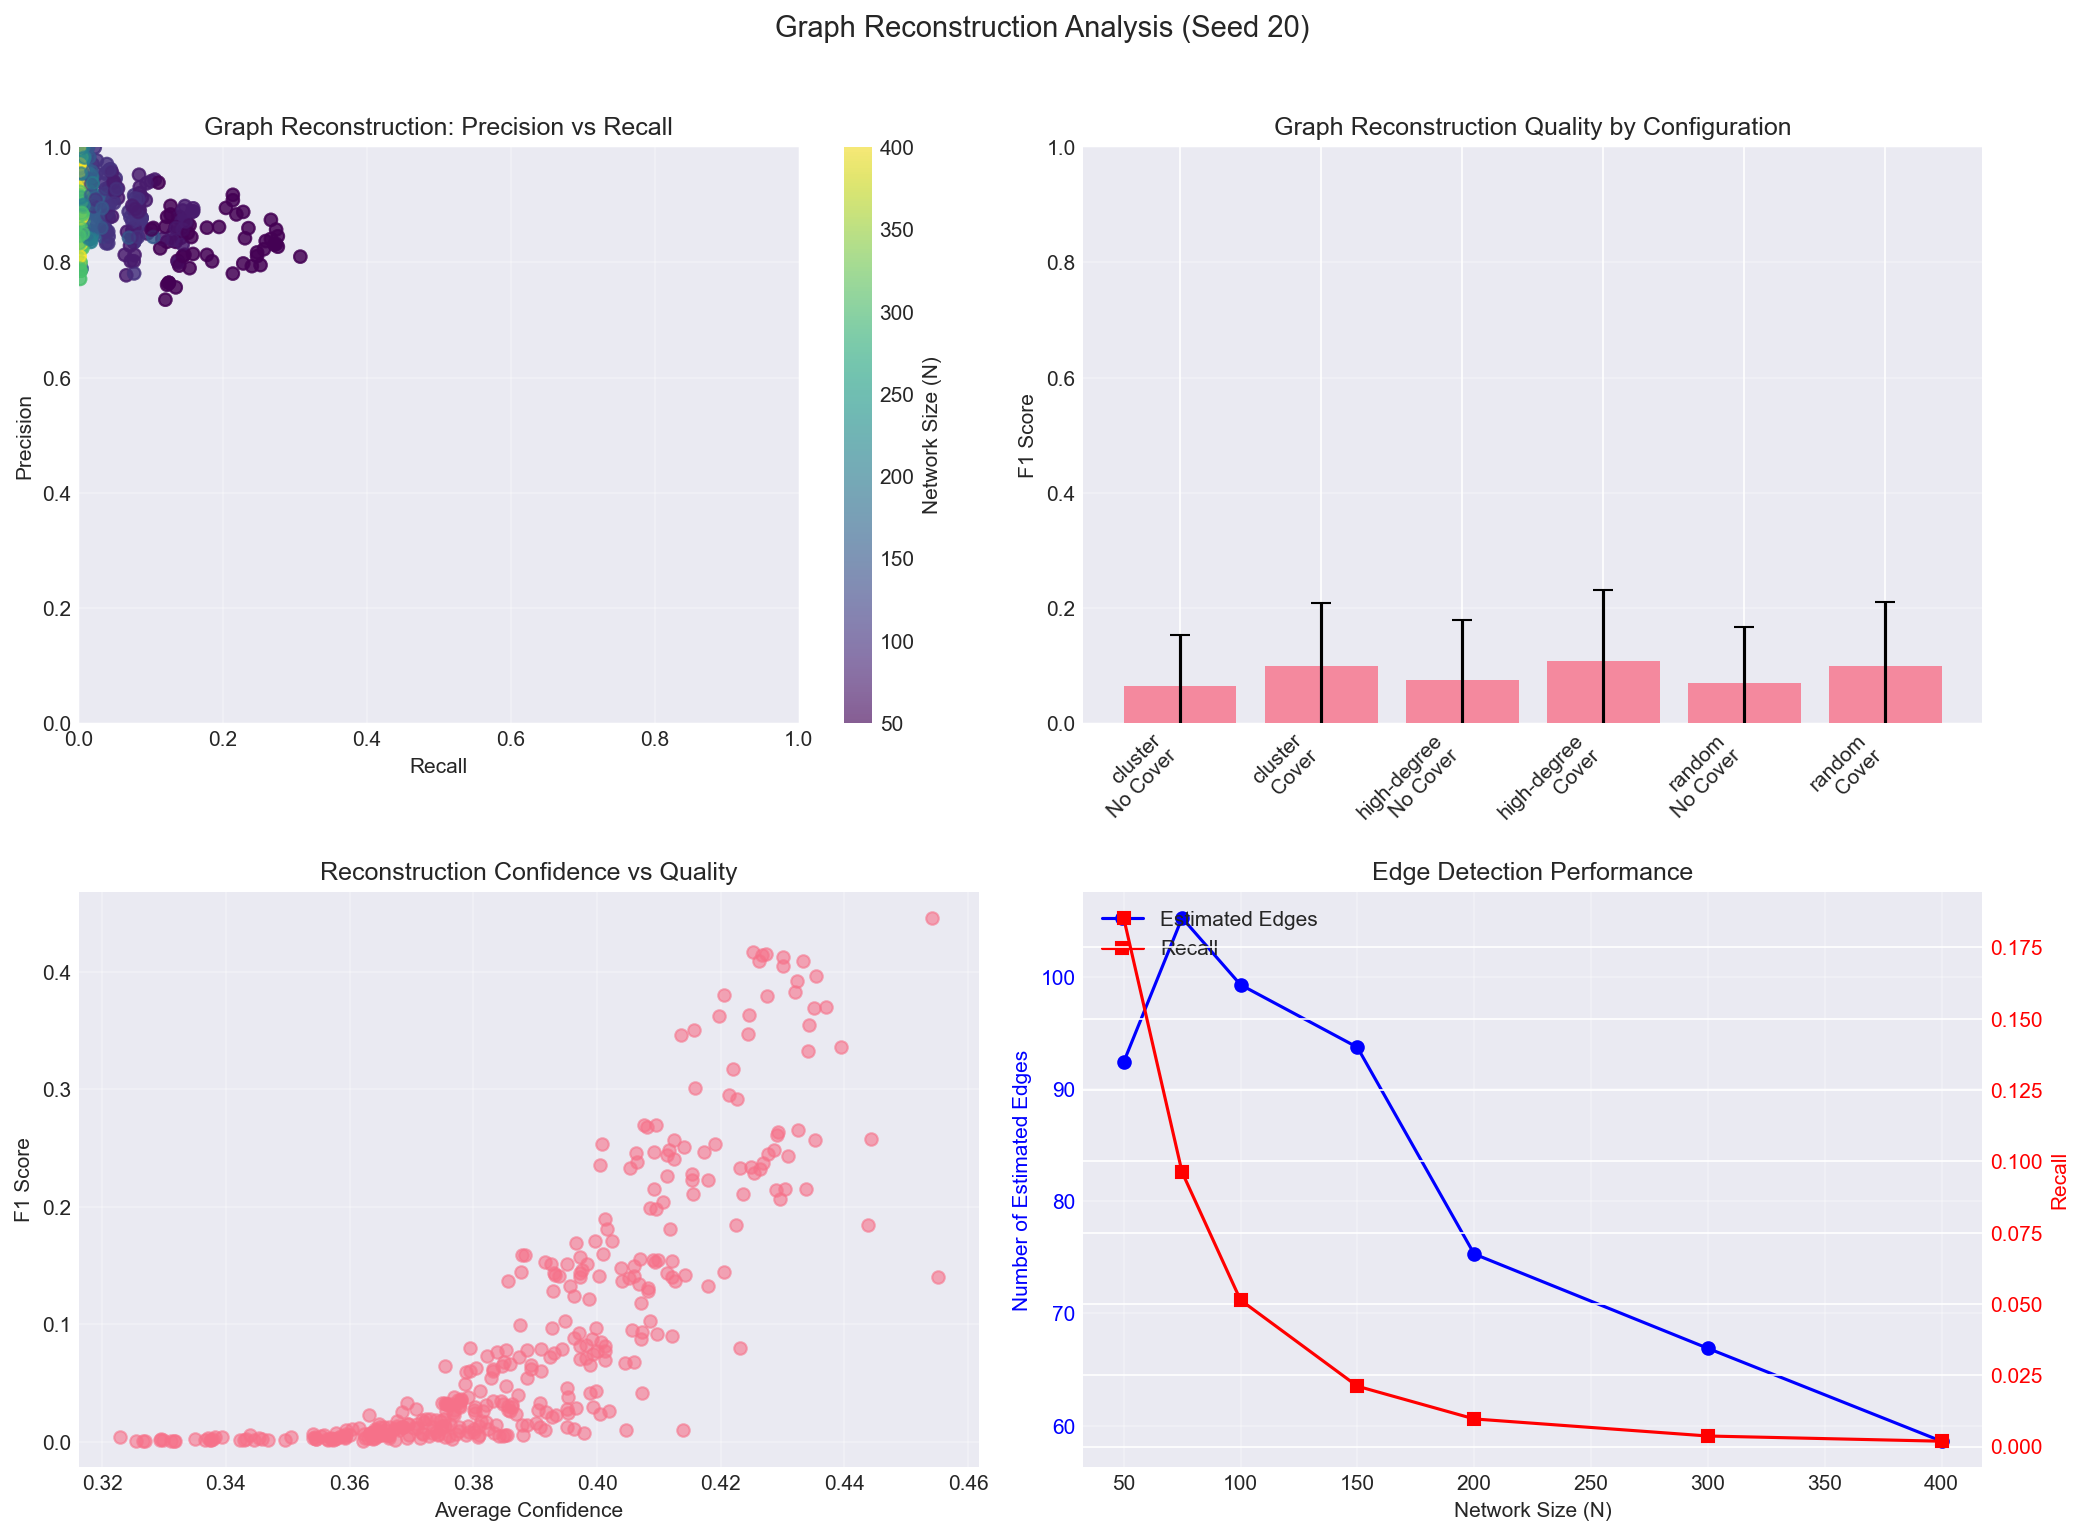 Graph Reconstruction Analysis (Seed 20)
Graph Reconstruction: Precision vs Recall
1.0
0.8
0.6
0.4
0.2
0.0
Precision
0.0
0.2
0.4
0.6
0.8
1.0
Recall
400
350
300
250
200
150
100
50
Network Size (N)
Graph Reconstruction Quality by Configuration
1.0
0.8
0.6
0.4
0.2
0.0
F1 Score
cluster
No Cover
cluster
Cover
high-degree
No Cover
high-degree
Cover
random
No Cover
random
Cover
Reconstruction Confidence vs Quality
0.4
0.3
0.2
0.1
0.0
F1 Score
0.32
0.34
0.36
0.38
0.40
0.42
0.44
0.46
Average Confidence
Edge Detection Performance
Estimated Edges
Recall
100
90
80
70
60
Number of Estimated Edges
0.175
0.150
0.125
0.100
0.075
0.050
0.025
0.000
Recall
50
100
150
200
250
300
350
400
Network Size (N)